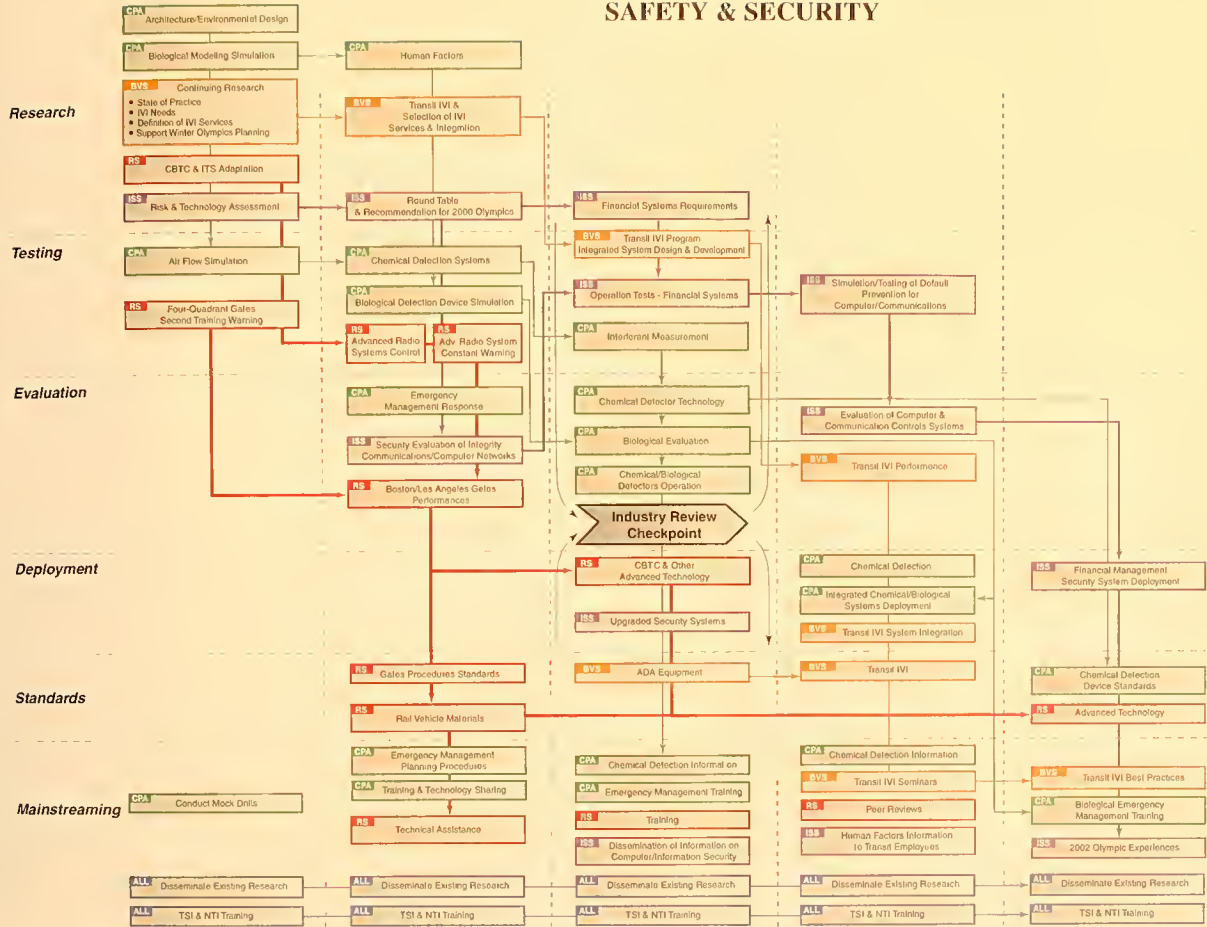 SAFETY & SECURITY
CPA
Architecture/Environmental Design
CPA
Biological Modeling Simulation
CPA
Human Factors
Research
BVS
Continuing Research
• State of Practice
• IVI Needs
• Definition of IVI Services
• Support Winter Olympics Planning
BVS
Transit IVI &
Selection of IVI
Services & Integration
RS
CBTC & ITS Adaptation
ISS
Risk & Technology Assessment
ISS
Round Table
& Recommendation for 2000 Olympics
ISS
Financial Systems Requirements
Testing
BVS
Transit IVI Program
Integrated System Design & Development
CPA
Air Flow Simulation
CPA
Chemical Detection Systems
CPA
Biological Detection Device Simulation
ISS
Operation Tests - Financial Systems
ISS
Simulation/Testing of Default
Prevention for
Computer/Communications
RS
Four-Quadrant Gates
Second Training Warning
RS
Advanced Radio
Systems Control
RS
Adv. Radio System
Constant Warning
CPA
Interferant Measurement
Evaluation
CPA
Emergency
Management Response
CPA
Chemical Detector Technology
ISS
Evaluation of Computer &
Communication Controls Systems
ISS
Security Evaluation of Integrity
Communications/Computer Networks
CPA
Biological Evaluation
BVS
Transit IVI Performance
CPA
Chemical/Biological
Detectors Operation
RS
Boston/Los Angeles Gates
Performances
Industry Review
Checkpoint
Deployment
RS
CBTC & Other
Advanced Technology
CPA
Chemical Detection
ISS
Financial Management
Security System Deployment
CPA
Integrated Chemical/Biological
Systems Deployment
ISS
Upgraded Security Systems
BVS
Transit IVI System Integration
Standards
RS
Gates Procedures Standards
BVS
ADA Equipment
BVS
Transit IVI
CPA
Chemical Detection
Device Standards
RS
Rail Vehicle Materials
RS
Advanced Technology
Mainstreaming
CPA
Emergency Management
Planning Procedures
CPA
Chemical Detection Information
CPA
Chemical Detection Information
BVS
Transit IVI Seminars
BVS
Transit IVI Best Practices
CPA
Conduct Mock Drills
CPA
Training & Technology Sharing
CPA
Emergency Management Training
RS
Peer Reviews
CPA
Biological Emergency
Management Training
RS
Technical Assistance
RS
Training
ISS
Dissemination of Information on
Computer/Information Security
ISS
Human Factors Information
To Transit Employees
ISS
2002 Olympic Experiences
ALL
Disseminate Existing Research
ALL
Disseminate Existing Research
ALL
Disseminate Existing Research
ALL
Disseminate Existing Research
ALL
Disseminate Existing Research
ALL
TSI & NTI Training
ALL
TSI & NTI Training
ALL
TSI & NTI Training
ALL
TSI & NTI Training
ALL
TSI & NTI Training